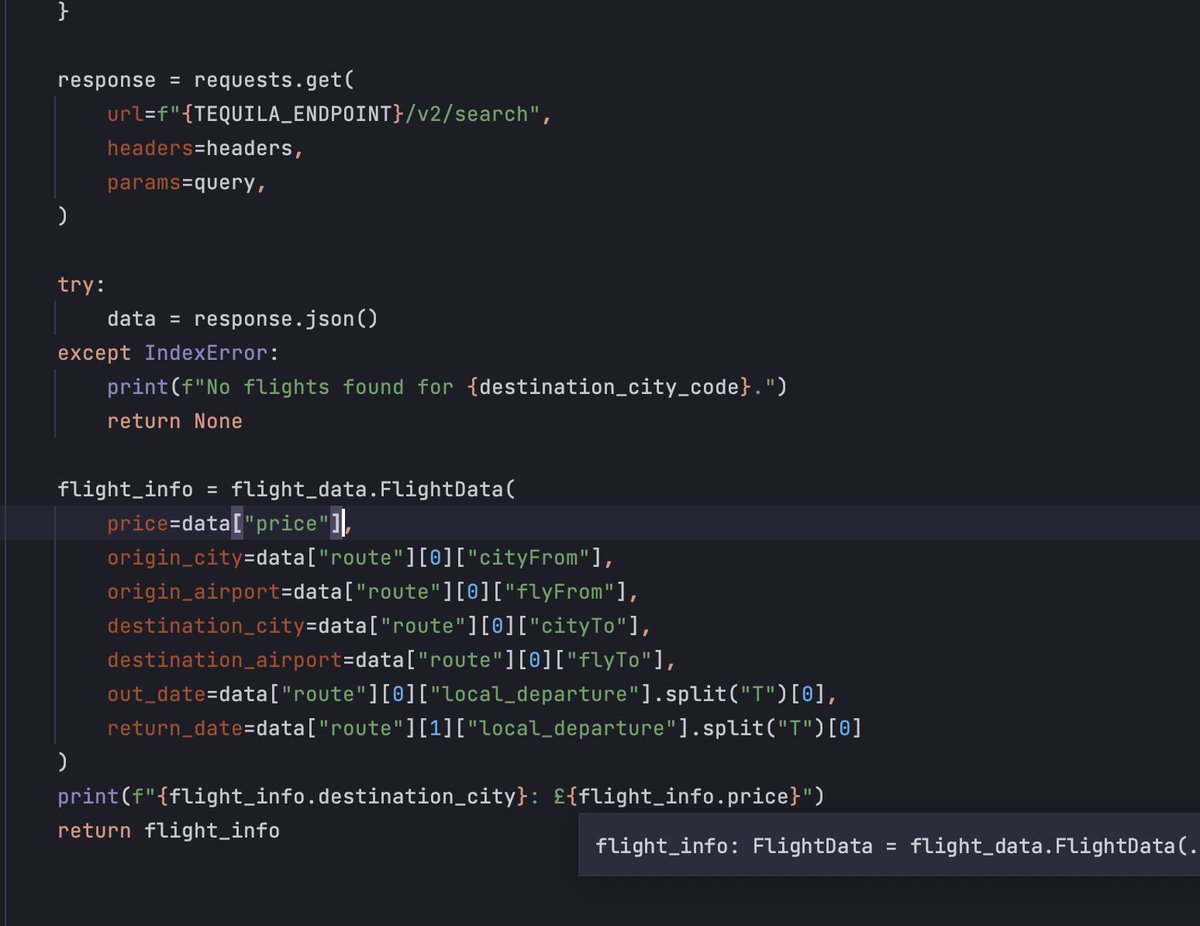 }
response = requests.get(
url=f"{TEQUILA_ENDPOINT}/v2/search",
headers=headers,
params=query,
)
try:
data = response.json()
except IndexError:
print(f"No flights found for {destination_city_code}.")
return None
flight_info = flight_data.FlightData(
price=data["price"],
origin_city=data["route"][0]["cityFrom"],
origin_airport=data["route"][0]["flyFrom"],
destination_city=data["route"][0]["cityTo"],
destination_airport=data["route"][0]["flyTo"],
out_date=data["route"][0]["local_departure"].split("T")[0],
return_date=data["route"][1]["local_departure"].split("T")[0]
)
print(f"{flight_info.destination_city}: £{flight_info.price}")
return flight_info
flight_info: FlightData = flight_data.FlightData(.